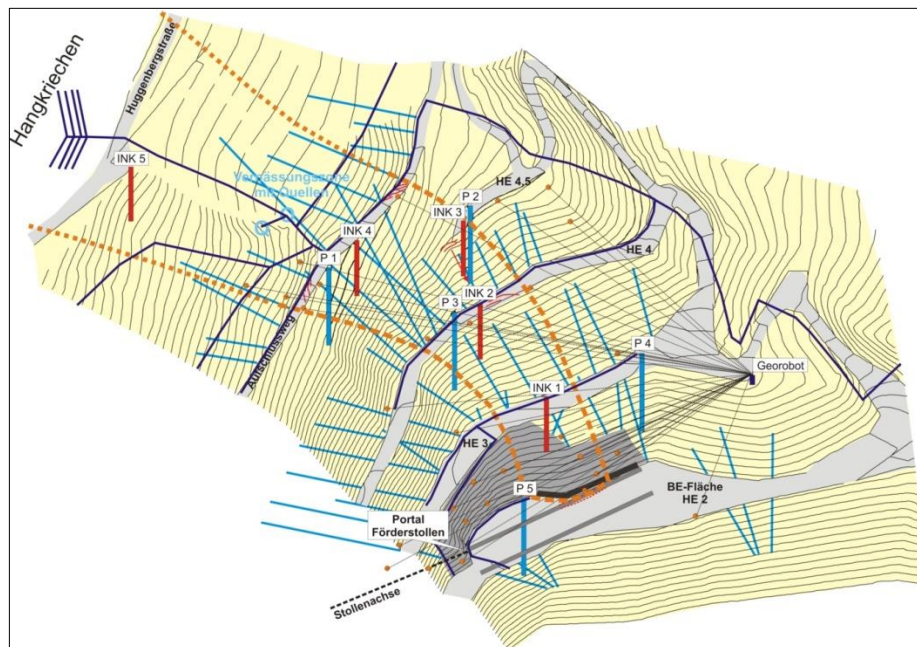 Huggenbergstraße
Hangkriechen
INK 5
Vernässungszone
mit Quellen
P 2
HE 4,5
INK 3
INK 4
HE 4
P 1
INK 2
P 3
P 4
Georobot
Aufschlussweg
INK 1
HE 3
P 5
BE-Fläche
HE 2
Portal
Förderstollen
Stollenachse